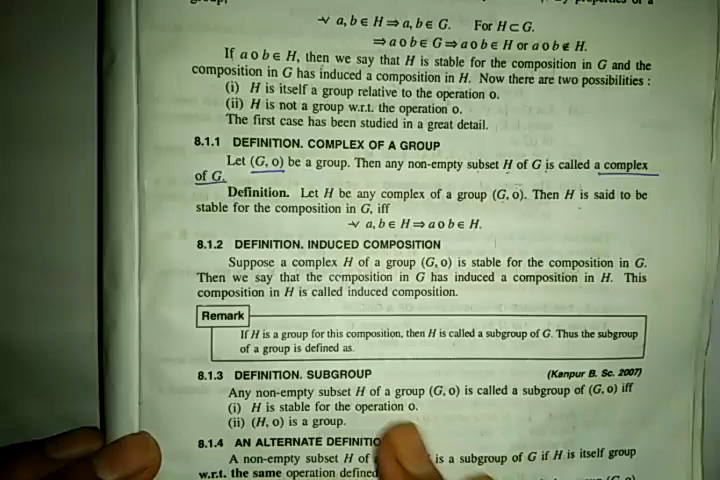 ∀ a, b ∈ H ⇒ a, b ∈ G. For H ⊂ G.
⇒ a o b ∈ G ⇒ a o b ∈ H or a o b ∉ H.
If a o b ∈ H, then we say that H is stable for the composition in G and the
composition in G has induced a composition in H. Now there are two possibilities :
(i) H is itself a group relative to the operation o.
(ii) H is not a group w.r.t. the operation o.
The first case has been studied in a great detail.
8.1.1 DEFINITION. COMPLEX OF A GROUP
Let (G, o) be a group. Then any non-empty subset H of G is called a complex
of G.
Definition. Let H be any complex of a group (G, o). Then H is said to be
stable for the composition in G, iff
∀ a, b ∈ H ⇒ a o b ∈ H.
8.1.2 DEFINITION. INDUCED COMPOSITION
Suppose a complex H of a group (G, o) is stable for the composition in G.
Then we say that the composition in G has induced a composition in H. This
composition in H is called induced composition.
Remark
If H is a group for this composition, then H is called a subgroup of G. Thus the subgroup
of a group is defined as.
8.1.3 DEFINITION. SUBGROUP (Kanpur B. Sc. 2007)
Any non-empty subset H of a group (G, o) is called a subgroup of (G, o) iff
(i) H is stable for the operation o.
(ii) (H, o) is a group.
8.1.4 AN ALTERNATE DEFINITIO
A non-empty subset H of is a subgroup of G if H is itself group
w.r.t. the same operation defined